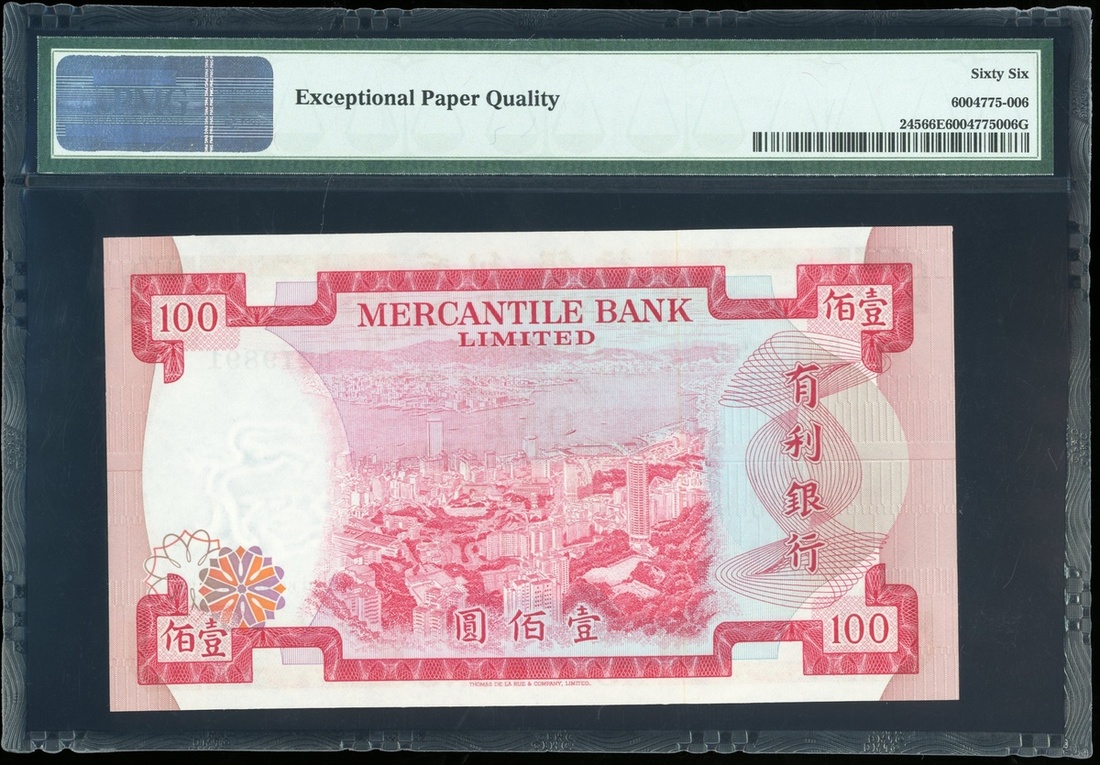 Exceptional Paper Quality
Sixty Six
6004775-006
24566E6004775006G
100
MERCANTILE BANK
LIMITED
佰壹
有利銀行
圓佰壹
佰壹
100
THOMAS DE LA RUE & COMPANY, LIMITED.